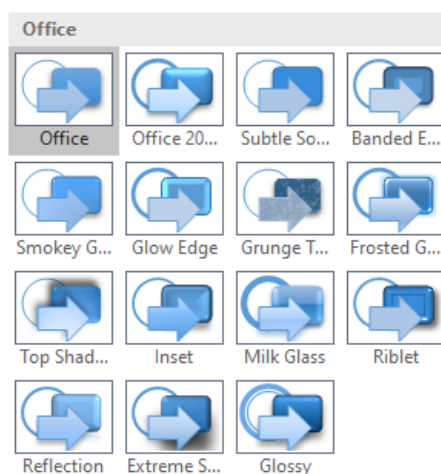 Office
Office Office 20... Subtle So... Banded E...
Smokey G... Glow Edge Grunge T... Frosted G...
Top Shad... Inset Milk Glass Riblet
Reflection Extreme S... Glossy